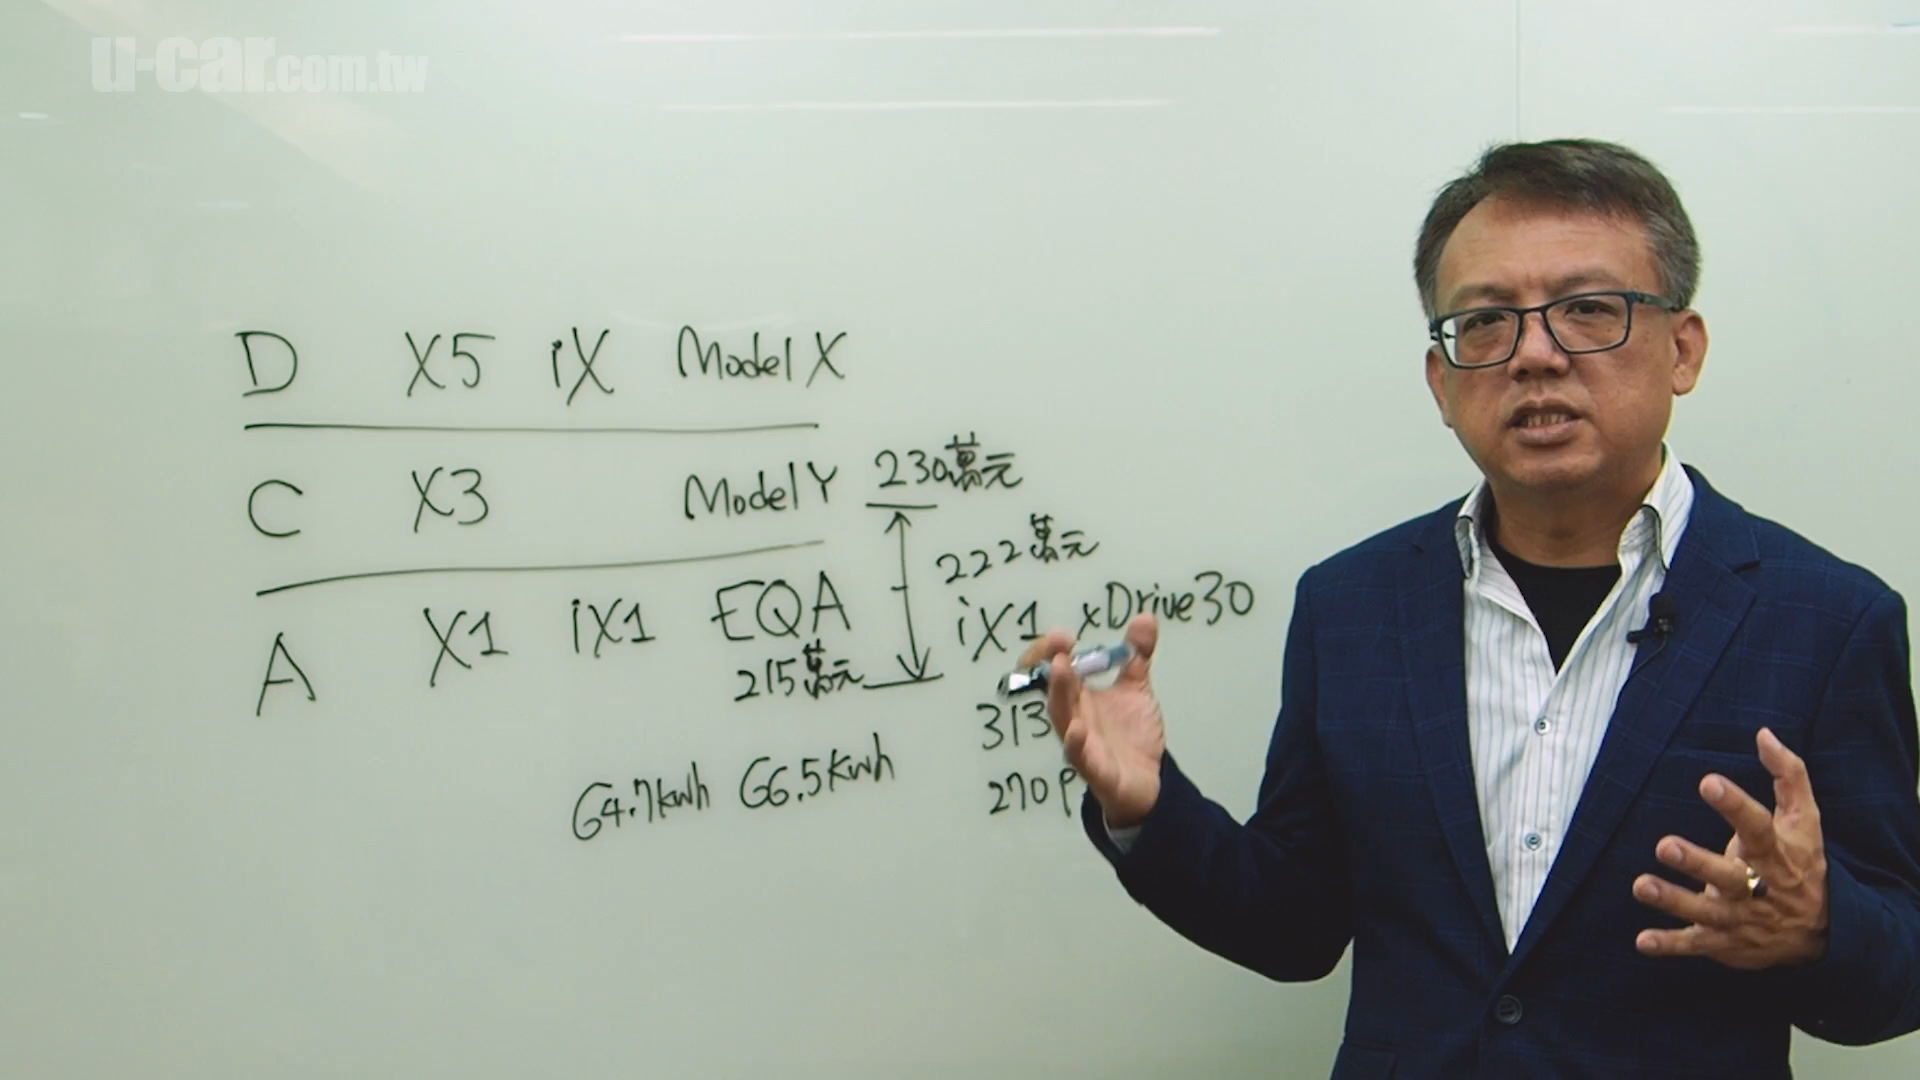 u-car.com.tw
D X5 iX Model X
C X3 Model Y 230萬元
222萬元
A X1 iX1 EQA iX1 xDrive30
215萬元
313
64.7kwh 66.5kwh 270 P